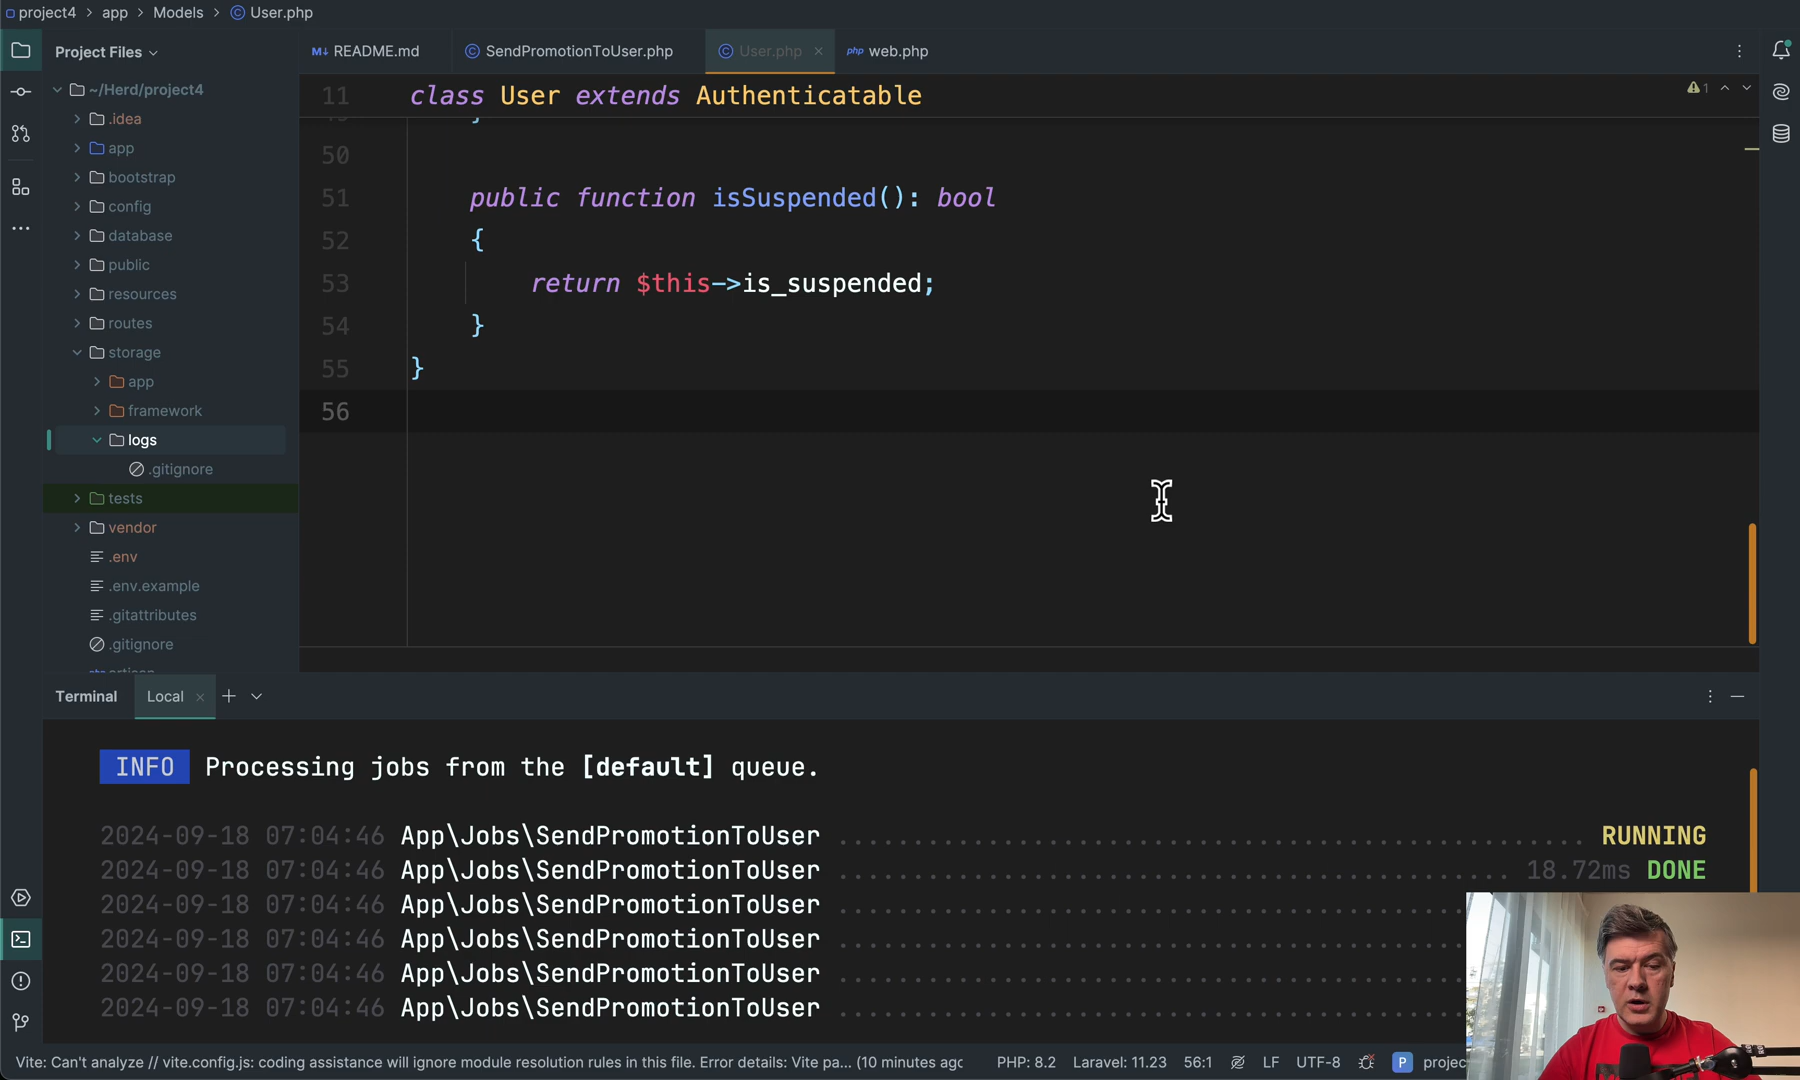 project4 > app > Models > User.php
Project Files
README.md
SendPromotionToUser.php
User.php
php web.php
~/Herd/project4
.idea
app
bootstrap
config
database
public
resources
routes
storage
app
framework
logs
.gitignore
tests
vendor
.env
.env.example
.gitattributes
.gitignore
11 class User extends Authenticatable
1
}
50
51 public function isSuspended(): bool
52 {
53 return $this->is_suspended;
54 }
55 }
56
Terminal Local
INFO Processing jobs from the [default] queue.
2024-09-18 07:04:46 App\Jobs\SendPromotionToUser RUNNING
2024-09-18 07:04:46 App\Jobs\SendPromotionToUser 18.72ms DONE
2024-09-18 07:04:46 App\Jobs\SendPromotionToUser
2024-09-18 07:04:46 App\Jobs\SendPromotionToUser
2024-09-18 07:04:46 App\Jobs\SendPromotionToUser
2024-09-18 07:04:46 App\Jobs\SendPromotionToUser
Vite: Can't analyze // vite.config.js: coding assistance will ignore module resolution rules in this file. Error details: Vite pa... (10 minutes ago PHP: 8.2 Laravel: 11.23 56:1 LF UTF-8 P projec